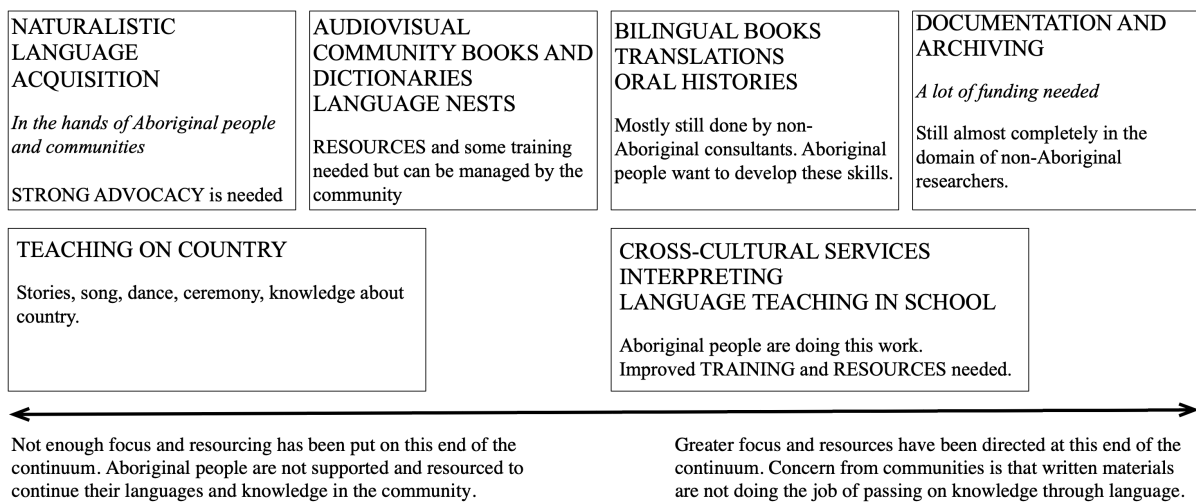 NATURALISTIC
LANGUAGE
ACQUISITION
In the hands of Aboriginal people
and communities
STRONG ADVOCACY is needed
AUDIOVISUAL
COMMUNITY BOOKS AND
DICTIONARIES
LANGUAGE NESTS
RESOURCES and some training
needed but can be managed by the
community
BILINGUAL BOOKS
TRANSLATIONS
ORAL HISTORIES
Mostly still done by non-
Aboriginal consultants. Aboriginal
people want to develop these skills.
DOCUMENTATION AND
ARCHIVING
A lot of funding needed
Still almost completely in the
domain of non-Aboriginal
researchers.
TEACHING ON COUNTRY
Stories, song, dance, ceremony, knowledge about
country.
CROSS-CULTURAL SERVICES
INTERPRETING
LANGUAGE TEACHING IN SCHOOL
Aboriginal people are doing this work.
Improved TRAINING and RESOURCES needed.
Not enough focus and resourcing has been put on this end of the
continuum. Aboriginal people are not supported and resourced to
continue their languages and knowledge in the community.
Greater focus and resources have been directed at this end of the
continuum. Concern from communities is that written materials
are not doing the job of passing on knowledge through language.